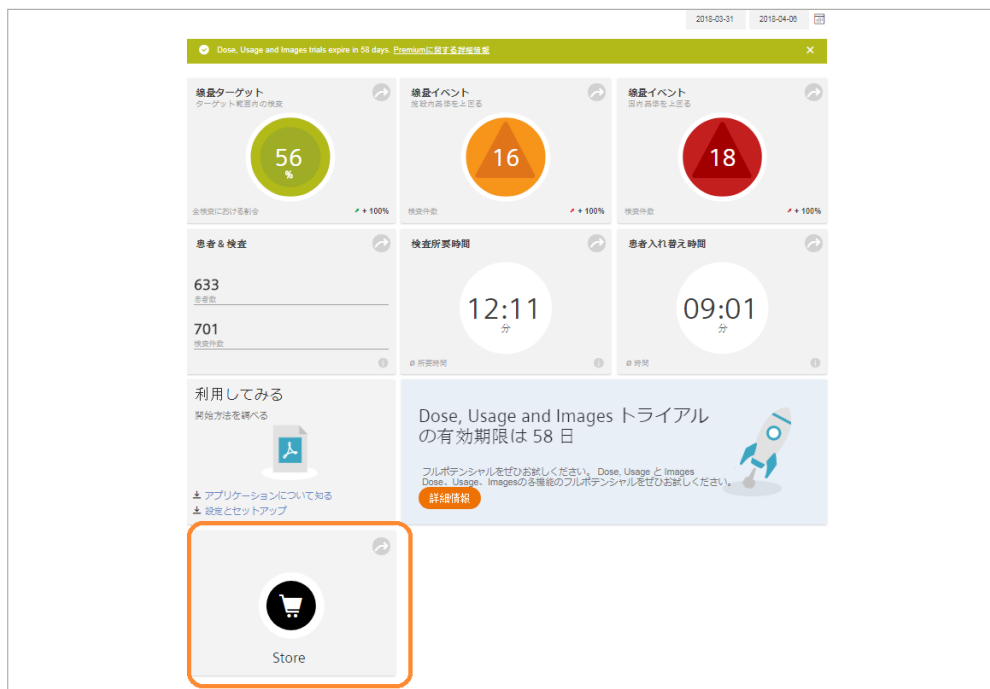 2018-03-31 2018-04-06
Dose, Usage and Images trials expire in 58 days. Premiumに関する詳細情報
線量ターゲット
ターゲット範囲内の検査
56
%
全検査における割合 + 100%
線量イベント
施設内基準を上回る
16
検査件数 + 100%
線量イベント
国内基準を上回る
18
検査件数 + 100%
患者 & 検査
633
患者数
701
検査件数
検査所要時間
12:11
分
ø 所要時間
患者入れ替え時間
09:01
分
ø 時間
利用してみる
開始方法を調べる
アプリケーションについて知る
設定とセットアップ
Dose, Usage and Images トライアル
の有効期限は 58 日
フルポテンシャルをぜひお試しください。 Dose, Usage と Images
Dose、Usage、Imagesの各機能のフルポテンシャルをぜひお試しください。
詳細情報
Store